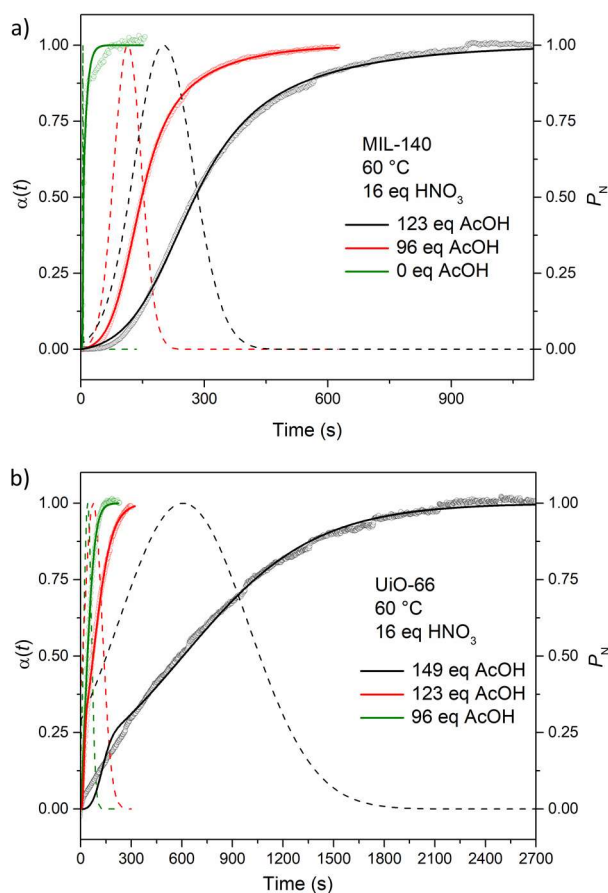 a)
1.00
0.75
0.50
0.25
0.00
α(t)
1.00
0.75
0.50
0.25
0.00
P_N
MIL-140
60 °C
16 eq HNO₃
123 eq AcOH
96 eq AcOH
0 eq AcOH
0 300 600 900
Time (s)
b)
1.00
0.75
0.50
0.25
0.00
α(t)
1.00
0.75
0.50
0.25
0.00
P_N
UiO-66
60 °C
16 eq HNO₃
149 eq AcOH
123 eq AcOH
96 eq AcOH
0 300 600 900 1200 1500 1800 2100 2400 2700
Time (s)